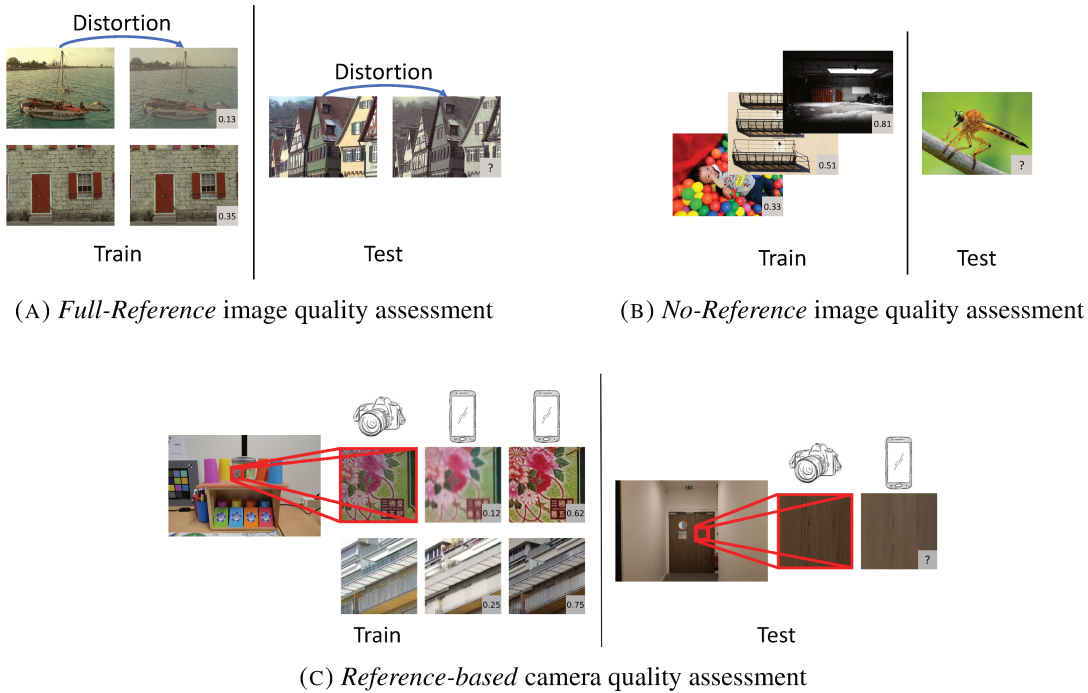 Distortion
0.13
0.35
Train
Distortion
?
Test
(A) Full-Reference image quality assessment
0.81
0.51
0.33
Train
?
Test
(B) No-Reference image quality assessment
0.12
0.62
0.25
0.75
Train
?
Test
(C) Reference-based camera quality assessment